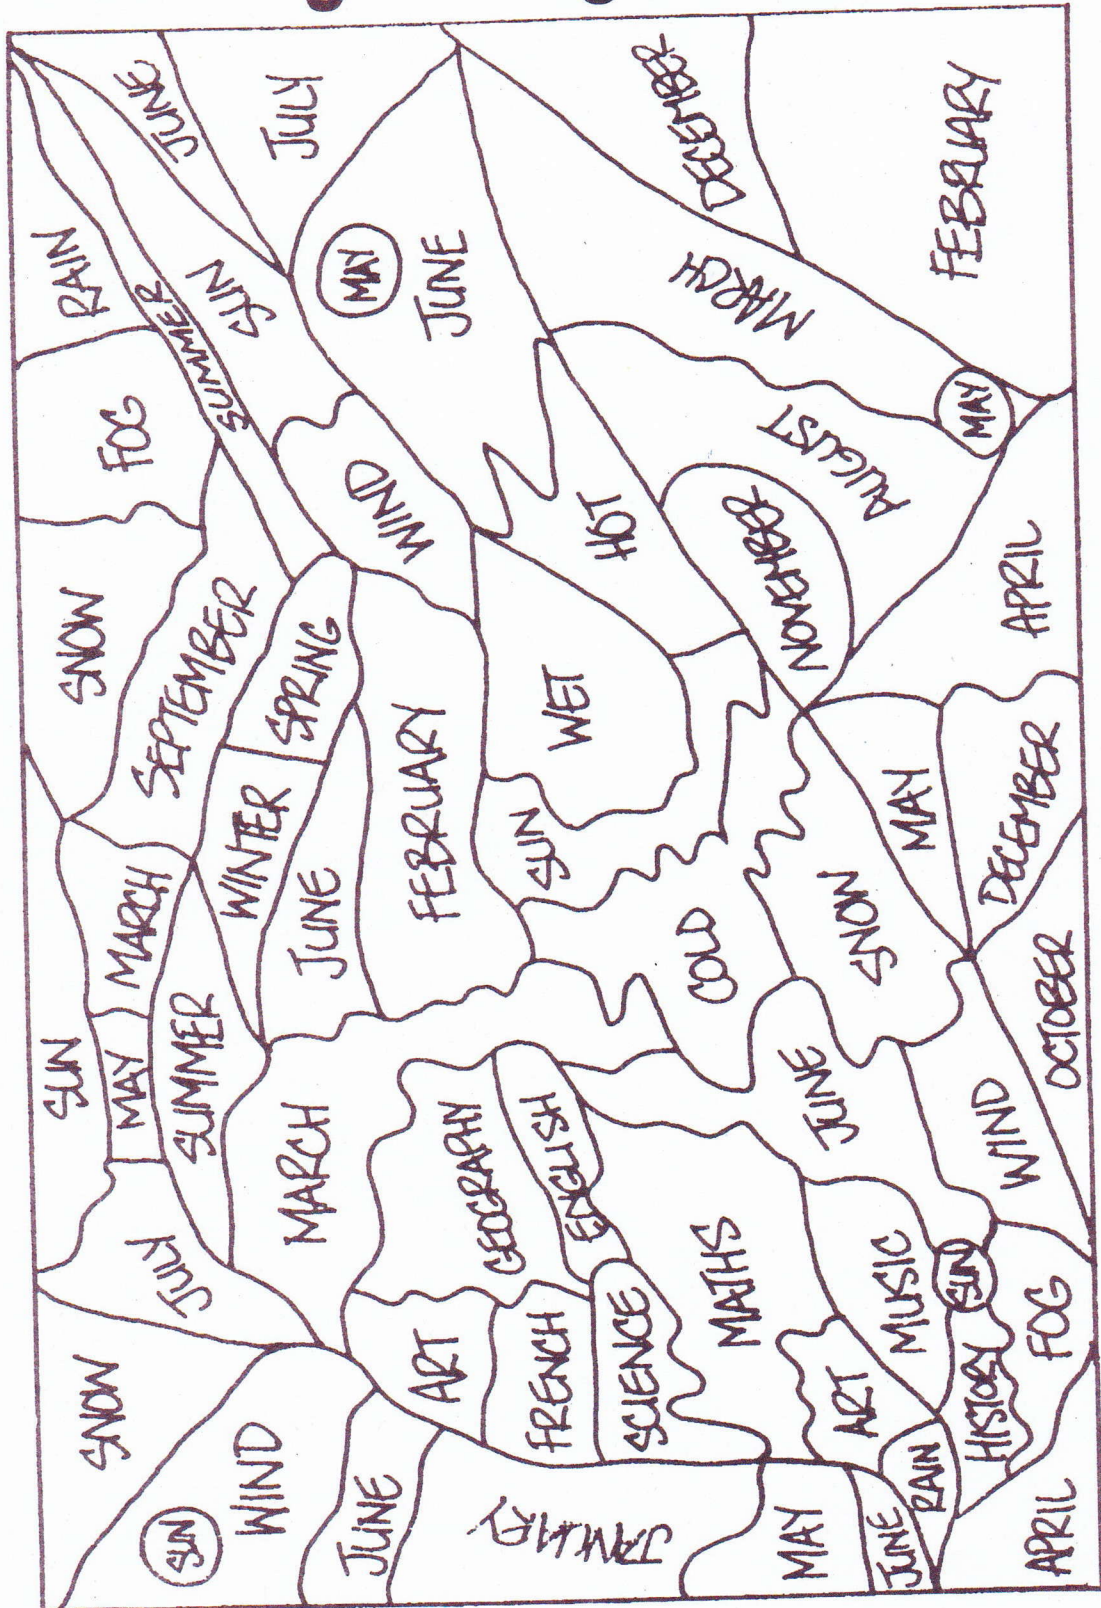 SNOW
SUN
SNOW
FOG
RAIN
SUN
WIND
JULY
MAY
MARCH
SEPTEMBER
SUMMER
SUN
JUNE
JULY
SUMMER
WINTER
SPRING
WIND
MAY
JUNE
JUNE
MARCH
JUNE
FEBRUARY
ART
GEOGRAPHY
FRENCH
ENGLISH
SUN
WET
HOT
SCIENCE
MATHS
COLD
NOVEMBER
AUGUST
MARCH
DECEMBER
MAY
JUNE
ART
MUSIC
JUNE
SNOW
MAY
RAIN
SUN
HISTORY
WIND
DECEMBER
APRIL
MAY
FEBRUARY
APRIL
FOG
OCTOBER